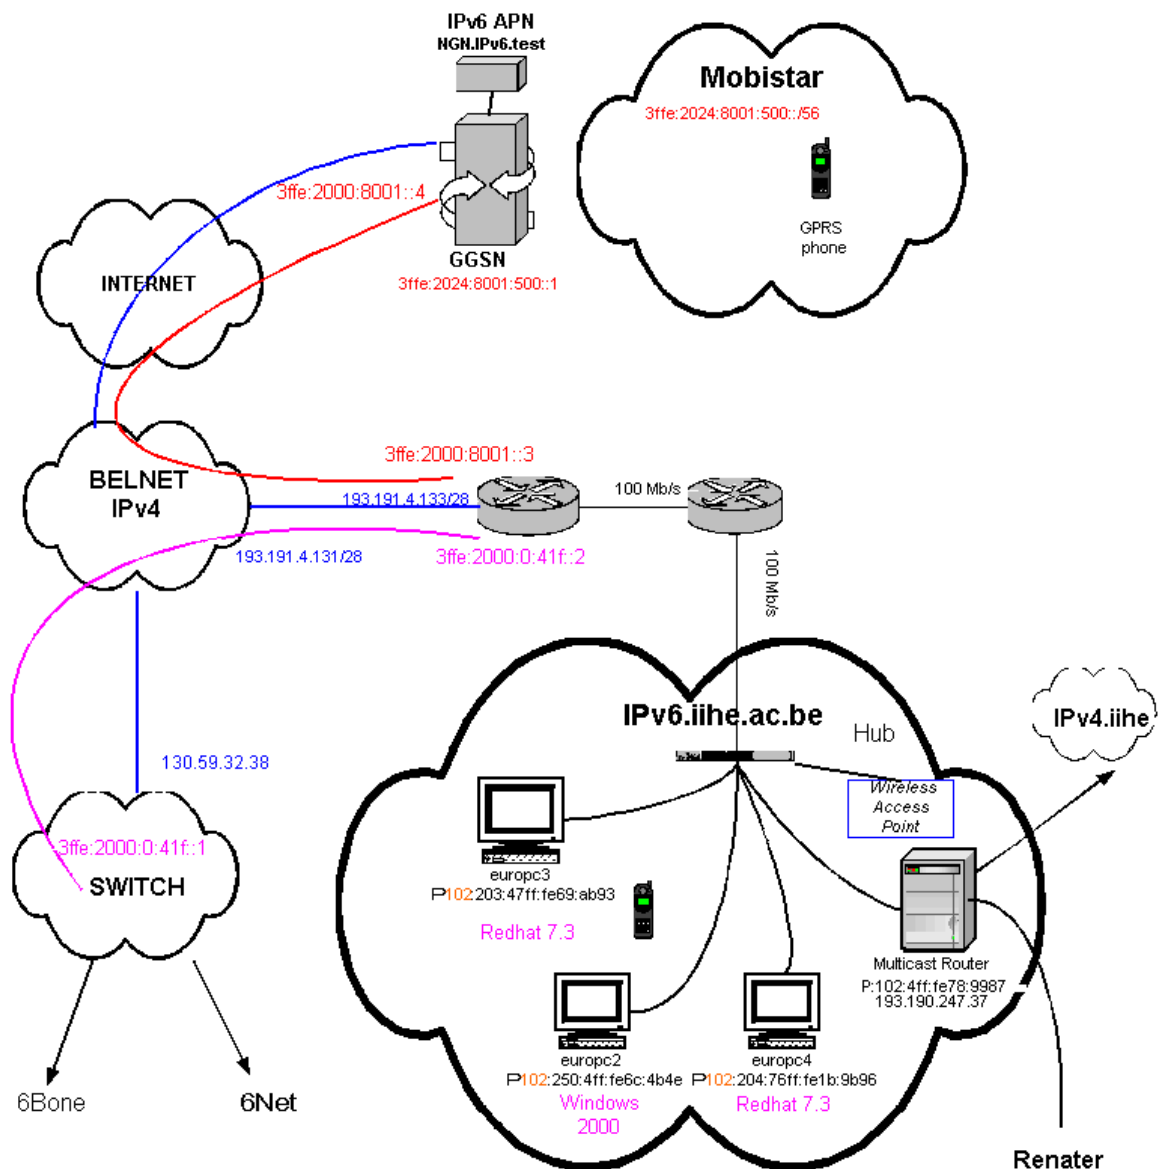 IPv6 APN
NGN.IPv6.test
Mobistar
3ffe:2024:8001:500::/56
3ffe:2000:8001::4
GPRS
phone
GGSN
3ffe:2024:8001:500::1
INTERNET
3ffe:2000:8001::3
BELNET
IPv4
193.191.4.133/28
100 Mb/s
193.191.4.131/28
3ffe:2000:0:41f::2
100 Mb/s
IPv6.iihe.ac.be
IPv4.iihe
Hub
130.59.32.38
Wireless
Access
Point
3ffe:2000:0:41f::1
SWITCH
europc3
P:102:203:47ff:fe69:ab93
Redhat 7.3
Multicast Router
P:102:4ff:fe78:9987
193.190.247.37
europc2
P:102:250:4ff:fe6c:4b4e
Windows
2000
europc4
P:102:204:76ff:fe1b:9b96
Redhat 7.3
6Bone
6Net
Renater